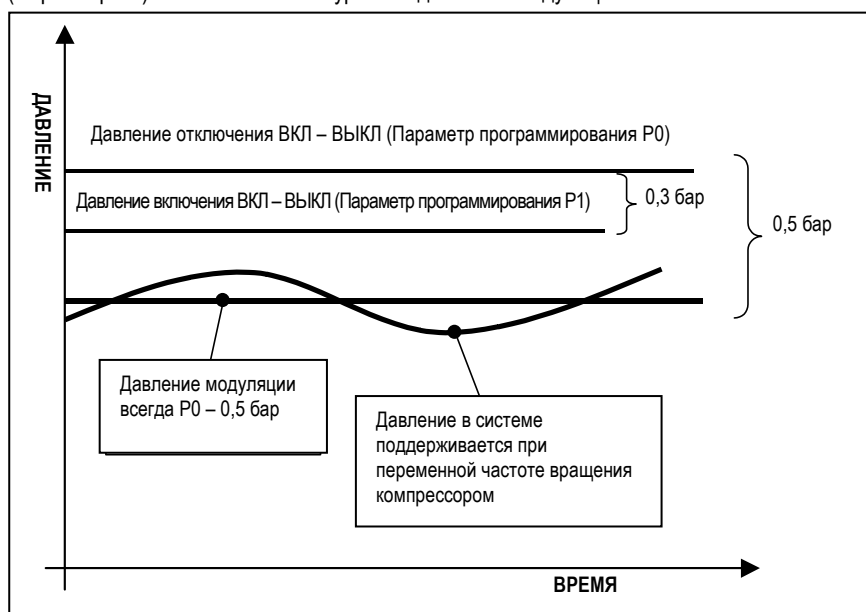 ДАВЛЕНИЕ
Давление отключения ВКЛ – ВЫКЛ (Параметр программирования P0)
Давление включения ВКЛ – ВЫКЛ (Параметр программирования P1)
0,3 бар
0,5 бар
Давление модуляции
всегда P0 – 0,5 бар
Давление в системе
поддерживается при
переменной частоте вращения
компрессором
ВРЕМЯ